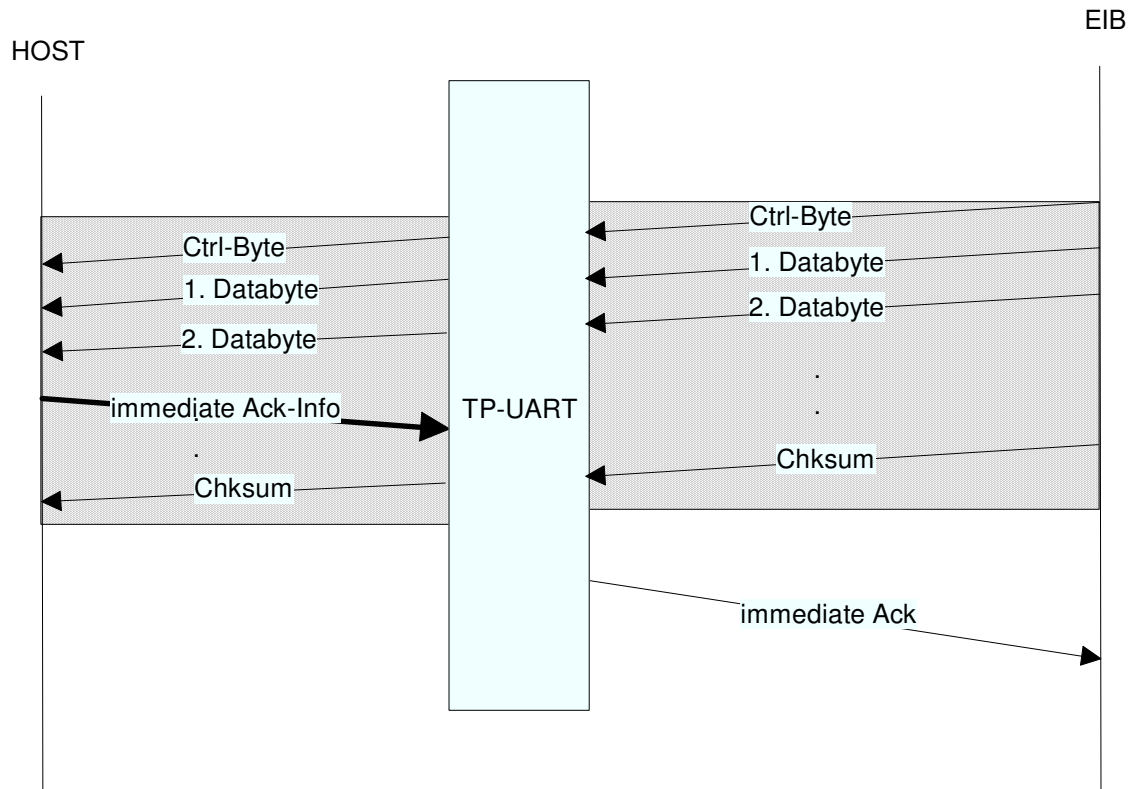 EIB
HOST
Ctrl-Byte
Ctrl-Byte
1. Databyte
1. Databyte
2. Databyte
2. Databyte
.
.
immediate Ack-Info
TP-UART
.
.
Chksum
Chksum
immediate Ack